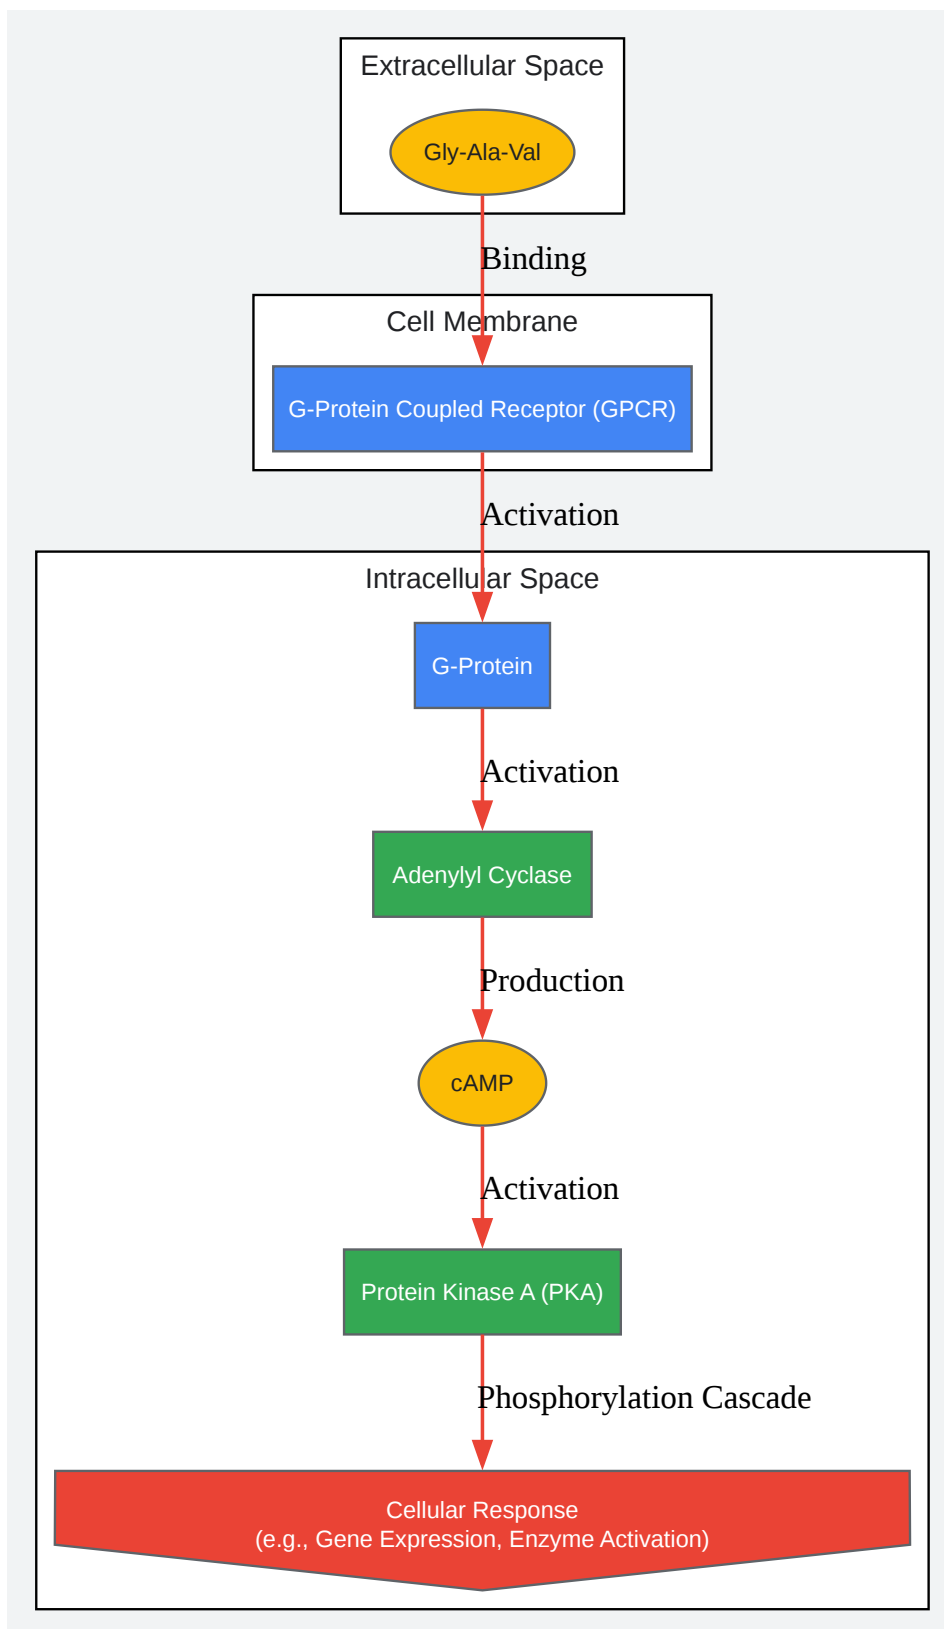 Extracellular Space
Gly-Ala-Val
Binding
Cell Membrane
G-Protein Coupled Receptor (GPCR)
Activation
Intracellular Space
G-Protein
Activation
Adenylyl Cyclase
Production
cAMP
Activation
Protein Kinase A (PKA)
Phosphorylation Cascade
Cellular Response
(e.g., Gene Expression, Enzyme Activation)